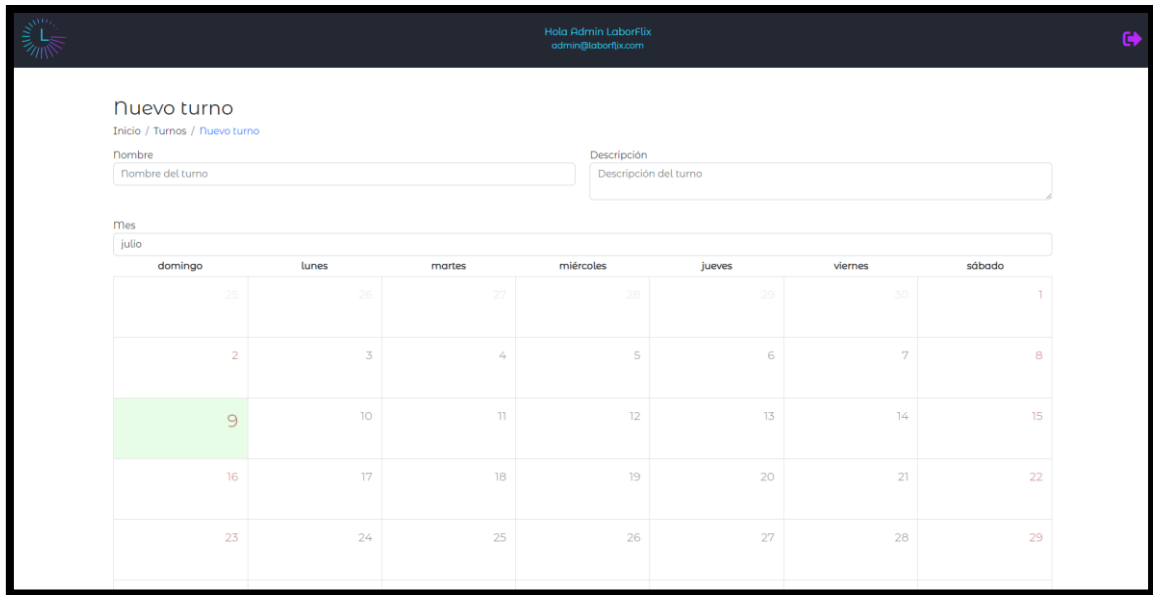 L
Hola Admin LaborFlix
admin@laborflix.com
Nuevo turno
Inicio / Turnos / Nuevo turno
Nombre
Descripción
Nombre del turno
Descripción del turno
Mes
julio
domingo lunes martes miércoles jueves viernes sábado
25 26 27 28 29 30 1
2 3 4 5 6 7 8
9 10 11 12 13 14 15
16 17 18 19 20 21 22
23 24 25 26 27 28 29